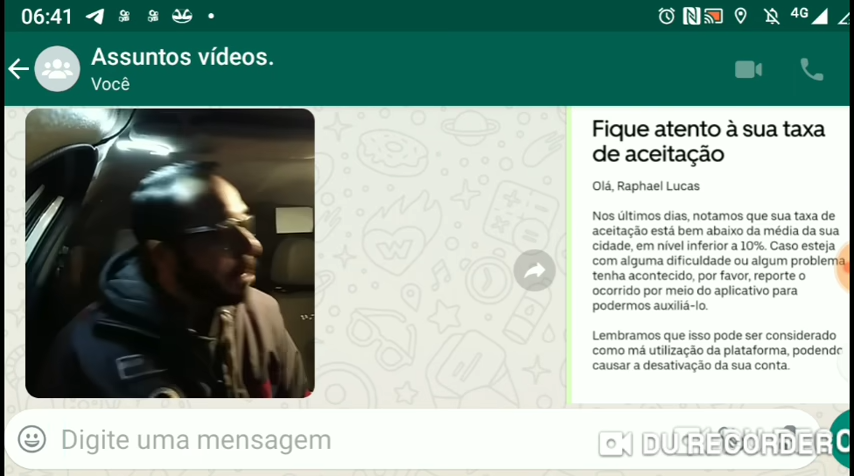 06:41
4G
Assuntos vídeos.
Você
Fique atento à sua taxa
de aceitação
Olá, Raphael Lucas
Nos últimos dias, notamos que sua taxa de
aceitação está bem abaixo da média da sua
cidade, em nível inferior a 10%. Caso esteja
com alguma dificuldade ou algum problema
tenha acontecido, por favor, reporte o
ocorrido por meio do aplicativo para
podermos auxiliá-lo.
Lembramos que isso pode ser considerado
como má utilização da plataforma, podendo
causar a desativação da sua conta.
Digite uma mensagem
DU RECORDER